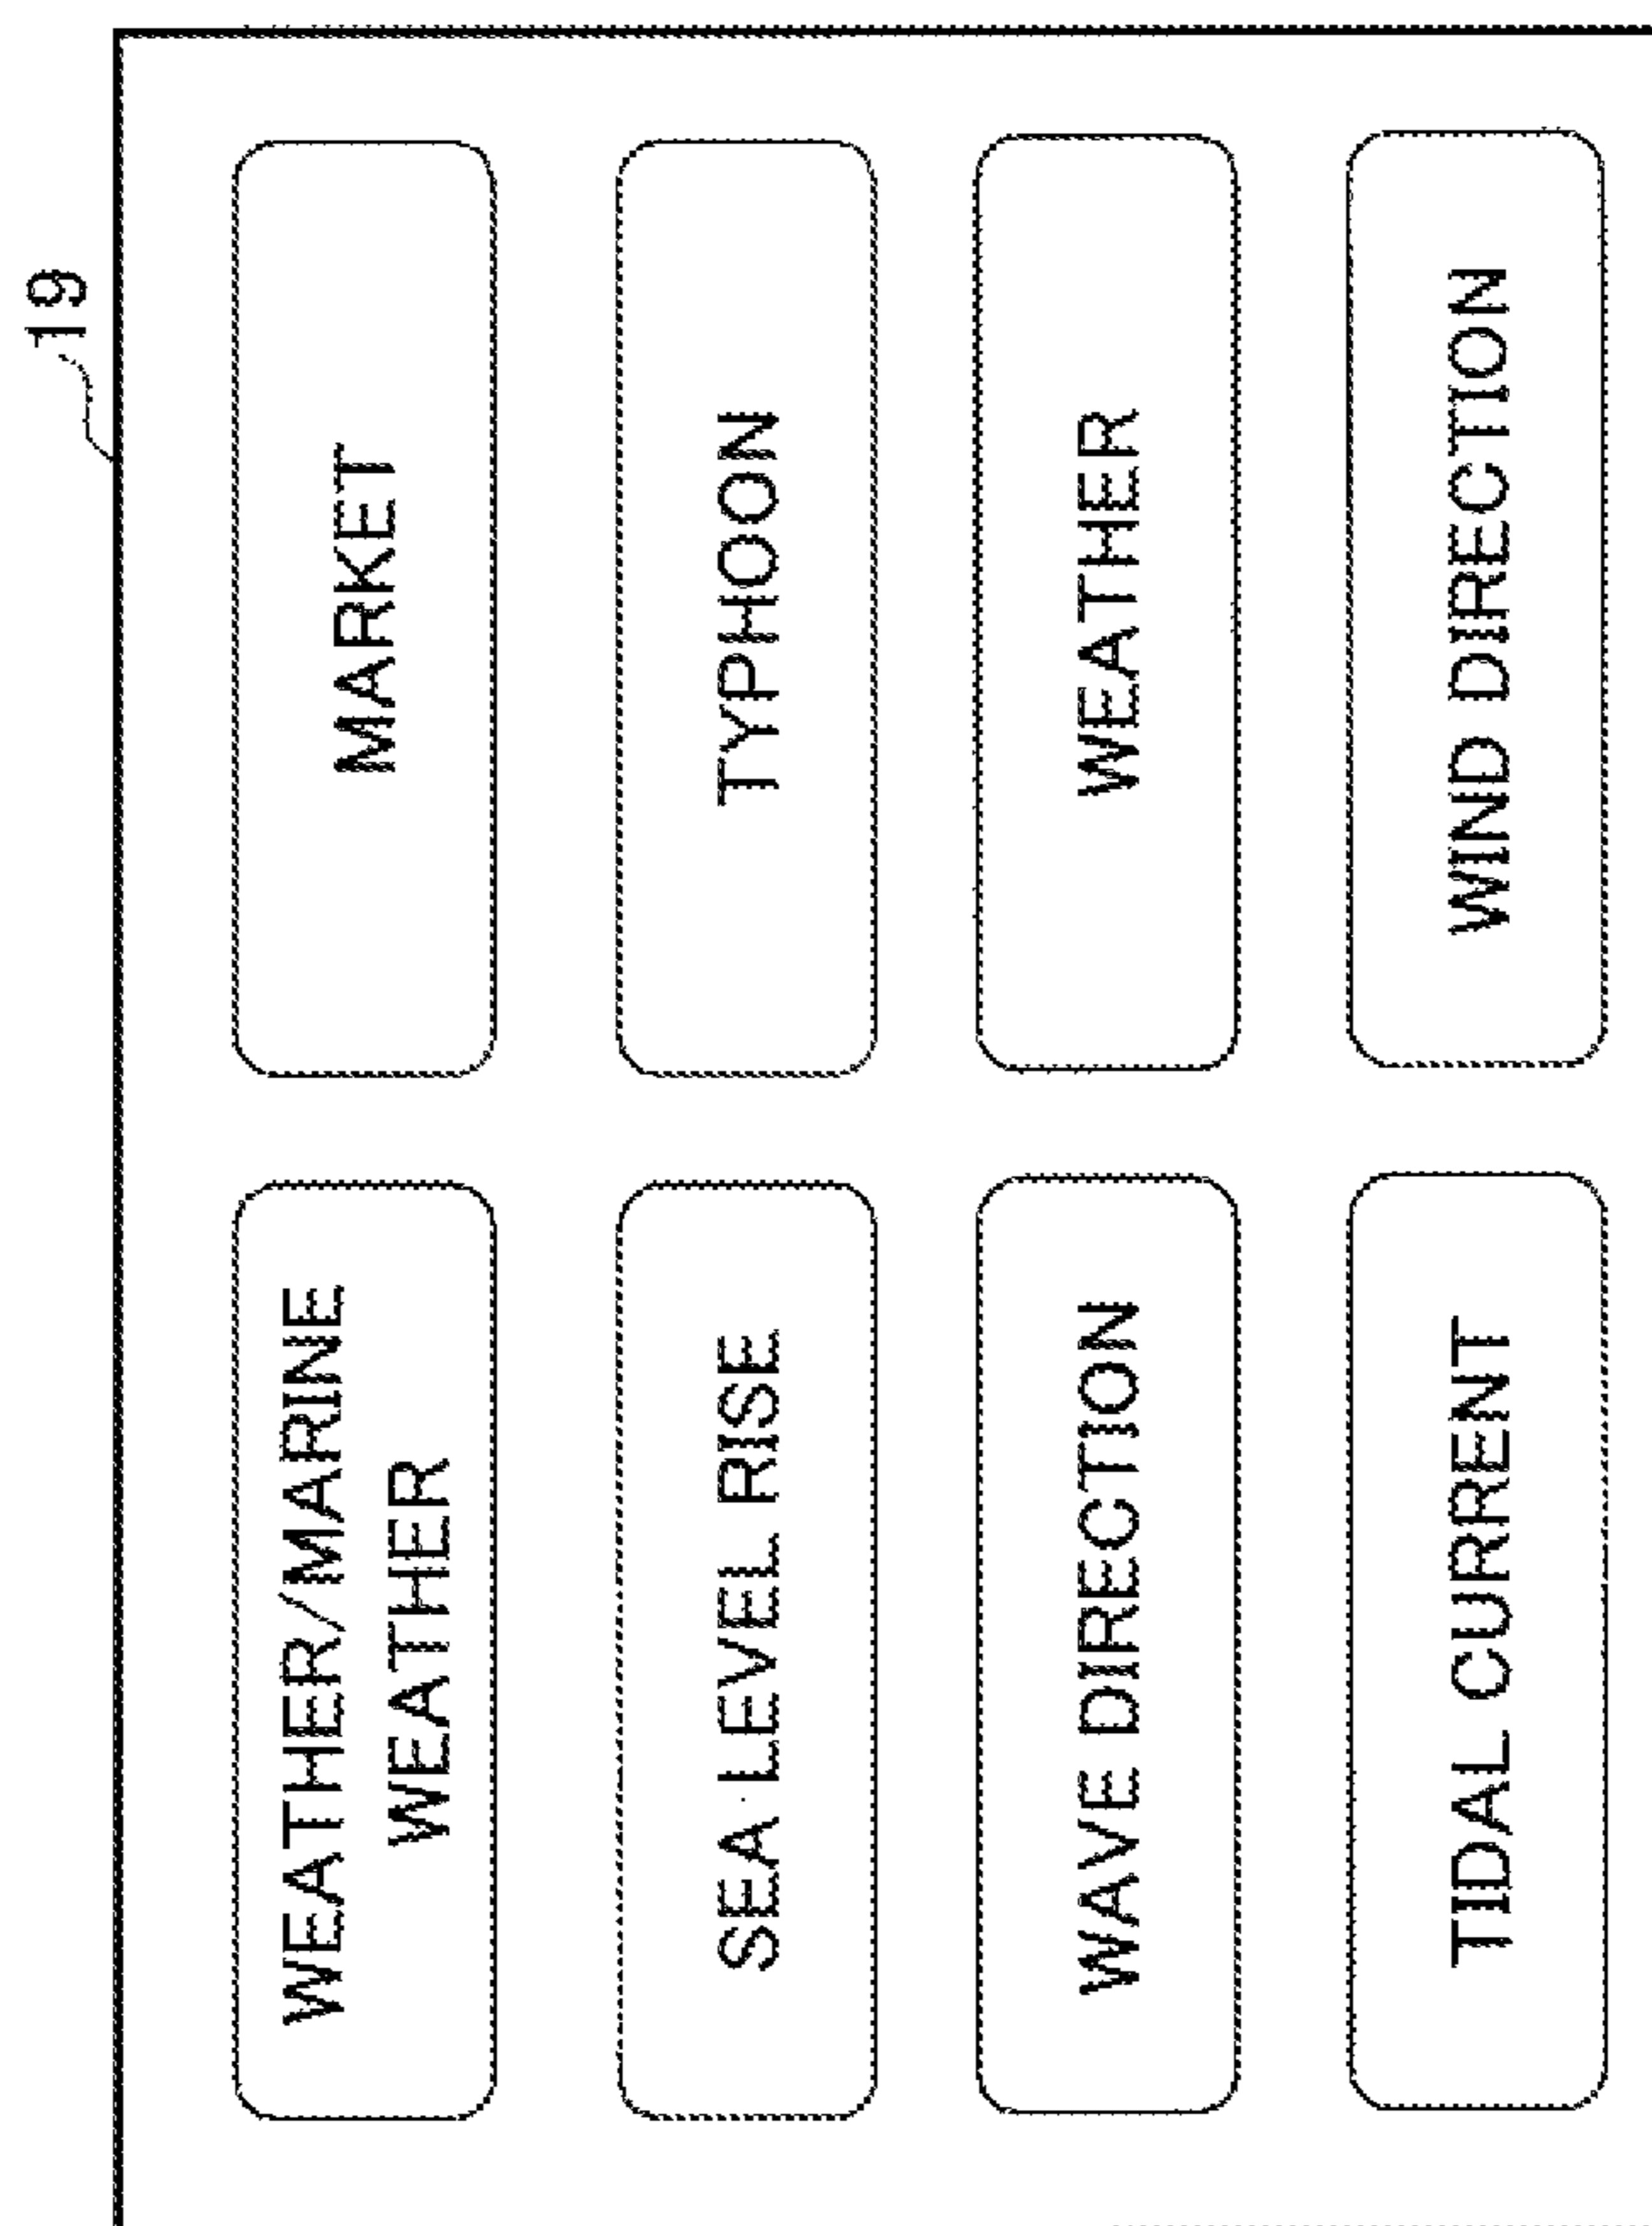 19
WEATHER/MARINE
WEATHER
MARKET
SEA LEVEL RISE
TYPHOON
WAVE DIRECTION
WEATHER
TIDAL CURRENT
WIND DIRECTION